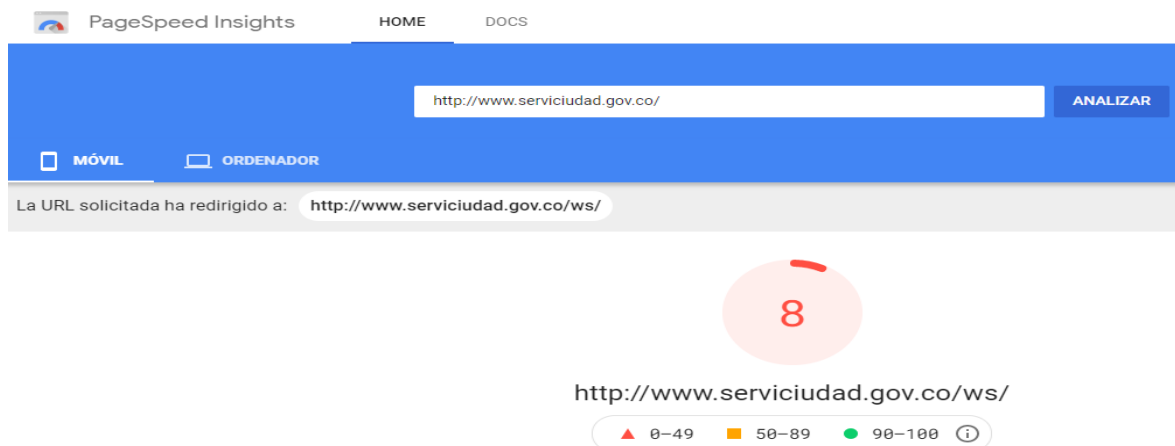 PageSpeed Insights HOME DOCS
http://www.serviciudad.gov.co/ ANALIZAR
MÓVIL ORDENADOR
La URL solicitada ha redirigido a: http://www.serviciudad.gov.co/ws/
8
http://www.serviciudad.gov.co/ws/
0–49 50–89 90–100